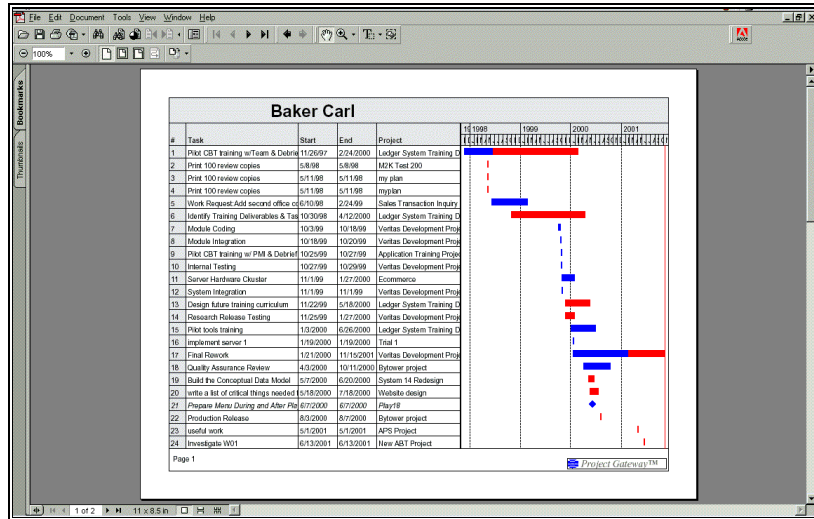 File Edit Document Tools View Window Help
Adobe
100%
Bookmarks
Thumbnails
Baker Carl
# Task Start End Project 19 1998 1999 2000 2001
1 Pilot CBT training w/Team & Debrie 11/26/97 2/24/2000 Ledger System Training D
2 Print 100 review copies 5/8/98 5/8/98 M2K Test 200
3 Print 100 review copies 5/11/98 5/11/98 my plan
4 Print 100 review copies 5/11/98 5/11/98 myplan
5 Work Request:Add second office co 6/10/98 2/24/99 Sales Transaction Inquiry
6 Identify Training Deliverables & Tas 10/30/98 4/12/2000 Ledger System Training D
7 Module Coding 10/3/99 10/18/99 Veritas Development Proje
8 Module Integration 10/18/99 10/20/99 Veritas Development Proje
9 Pilot CBT training w/ PMI & Debrief 10/25/99 10/27/99 Application Training Projec
10 Internal Testing 10/27/99 10/29/99 Veritas Development Proje
11 Server Hardware Ckuster 11/1/99 1/27/2000 Ecommerce
12 System Integration 11/1/99 11/1/99 Veritas Development Proje
13 Design future training curriculum 11/22/99 5/18/2000 Ledger System Training D
14 Research Release Testing 11/25/99 1/27/2000 Veritas Development Proje
15 Pilot tools training 1/3/2000 6/26/2000 Ledger System Training D
16 implement server 1 1/19/2000 1/19/2000 Trial 1
17 Final Rework 1/21/2000 11/15/2001 Veritas Development Proje
18 Quality Assurance Review 4/3/2000 10/11/2000 Bytower project
19 Build the Conceptual Data Model 5/7/2000 6/20/2000 System 14 Redesign
20 write a list of critical things needed t 5/18/2000 7/18/2000 Website design
21 Prepare Menu During and After Pla 6/7/2000 6/7/2000 Play18
22 Production Release 8/3/2000 8/7/2000 Bytower project
23 useful work 5/1/2001 5/1/2001 APS Project
24 Investigate W01 6/13/2001 6/13/2001 New ABT Project
Page 1
Project Gateway™
1 of 2 11 x 8.5 in